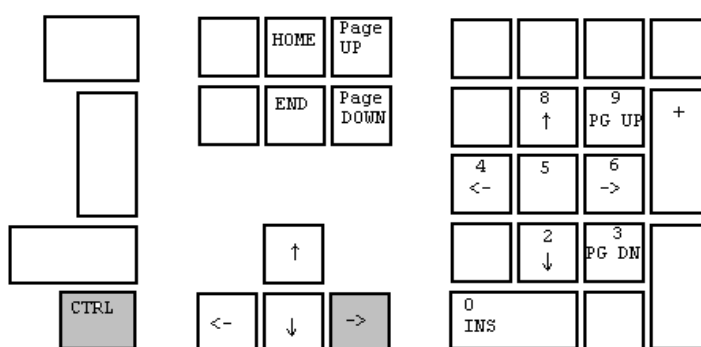 HOME
Page
UP
END
Page
DOWN
8
↑
9
PG UP
+
4
<-
5
6
->
↑
2
↓
3
PG DN
CTRL
<-
↓
->
0
INS